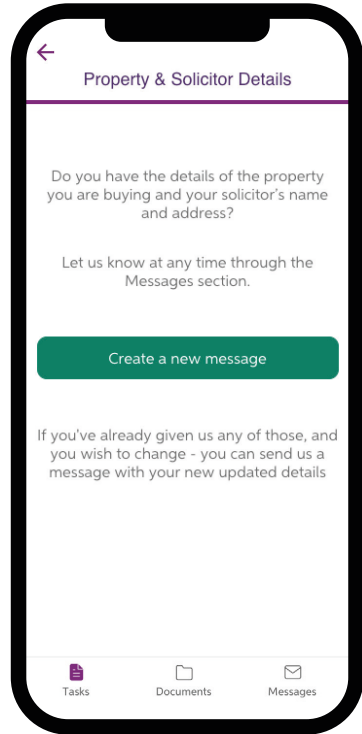 Property & Solicitor Details
Do you have the details of the property
you are buying and your solicitor's name
and address?
Let us know at any time through the
Messages section.
Create a new message
If you've already given us any of those, and
you wish to change - you can send us a
message with your new updated details
Tasks
Documents
Messages